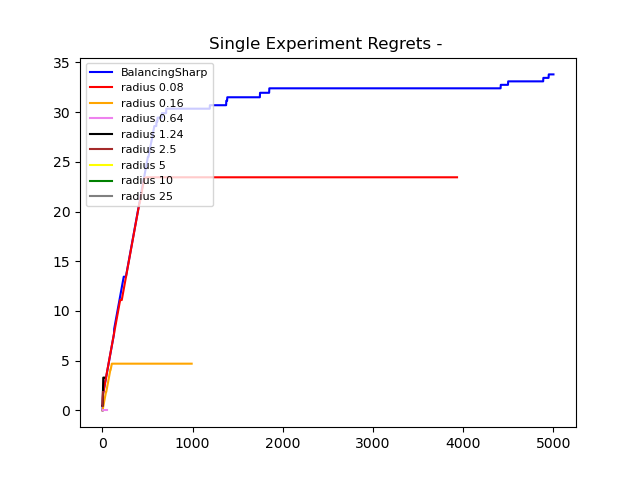 Single Experiment Regrets -
35
30
25
20
15
10
5
0
BalancingSharp
radius 0.08
radius 0.16
radius 0.64
radius 1.24
radius 2.5
radius 5
radius 10
radius 25
0 1000 2000 3000 4000 5000